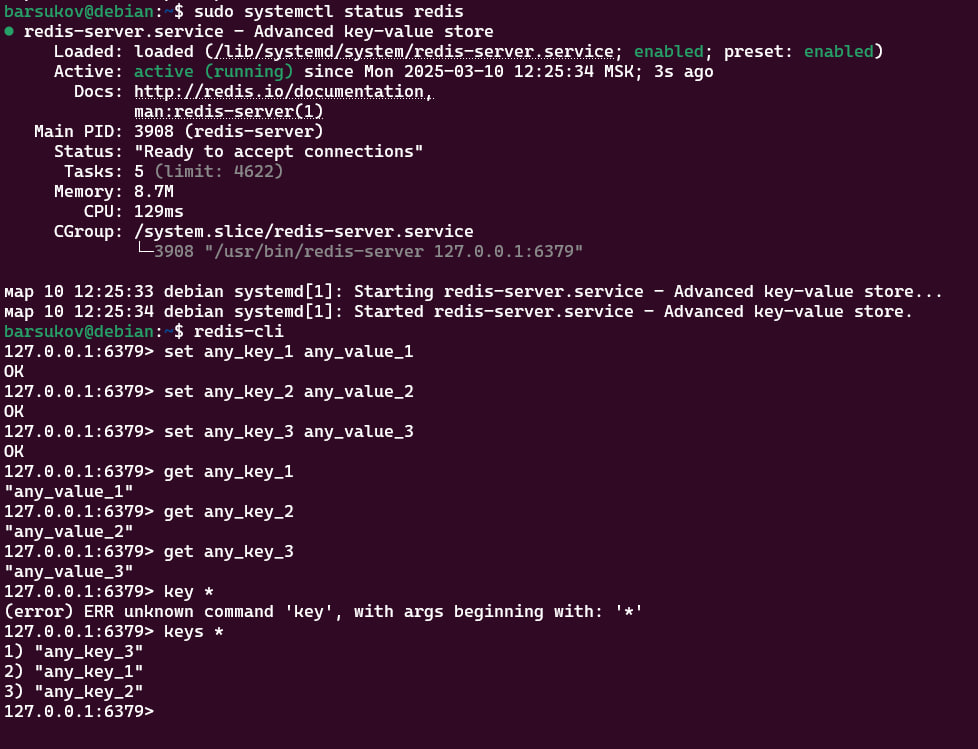 barsukov@debian:~$ sudo systemctl status redis
● redis-server.service - Advanced key-value store
     Loaded: loaded (/lib/systemd/system/redis-server.service; enabled; preset: enabled)
     Active: active (running) since Mon 2025-03-10 12:25:34 MSK; 3s ago
       Docs: http://redis.io/documentation,
             man:redis-server(1)
   Main PID: 3908 (redis-server)
     Status: "Ready to accept connections"
      Tasks: 5 (limit: 4622)
     Memory: 8.7M
        CPU: 129ms
     CGroup: /system.slice/redis-server.service
             └─3908 "/usr/bin/redis-server 127.0.0.1:6379"
мар 10 12:25:33 debian systemd[1]: Starting redis-server.service - Advanced key-value store...
мар 10 12:25:34 debian systemd[1]: Started redis-server.service - Advanced key-value store.
barsukov@debian:~$ redis-cli
127.0.0.1:6379> set any_key_1 any_value_1
OK
127.0.0.1:6379> set any_key_2 any_value_2
OK
127.0.0.1:6379> set any_key_3 any_value_3
OK
127.0.0.1:6379> get any_key_1
"any_value_1"
127.0.0.1:6379> get any_key_2
"any_value_2"
127.0.0.1:6379> get any_key_3
"any_value_3"
127.0.0.1:6379> key *
(error) ERR unknown command 'key', with args beginning with: '*'
127.0.0.1:6379> keys *
1) "any_key_3"
2) "any_key_1"
3) "any_key_2"
127.0.0.1:6379>